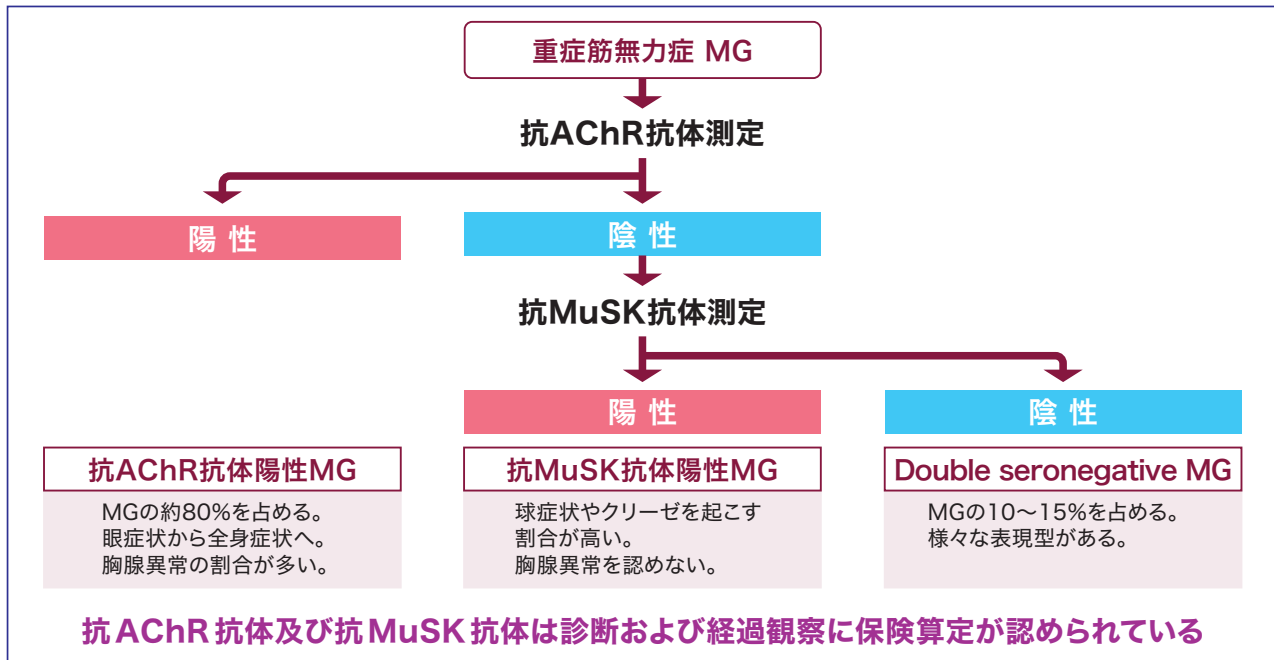 重症筋無力症 MG
抗AChR抗体測定
陽 性
陰 性
抗MuSK抗体測定
陽 性
陰 性
抗AChR抗体陽性MG
MGの約80%を占める。
眼症状から全身症状へ。
胸腺異常の割合が多い。
抗MuSK抗体陽性MG
球症状やクリーゼを起こす
割合が高い。
胸腺異常を認めない。
Double seronegative MG
MGの10～15%を占める。
様々な表現型がある。
抗AChR抗体及び抗MuSK抗体は診断および経過観察に保険算定が認められている